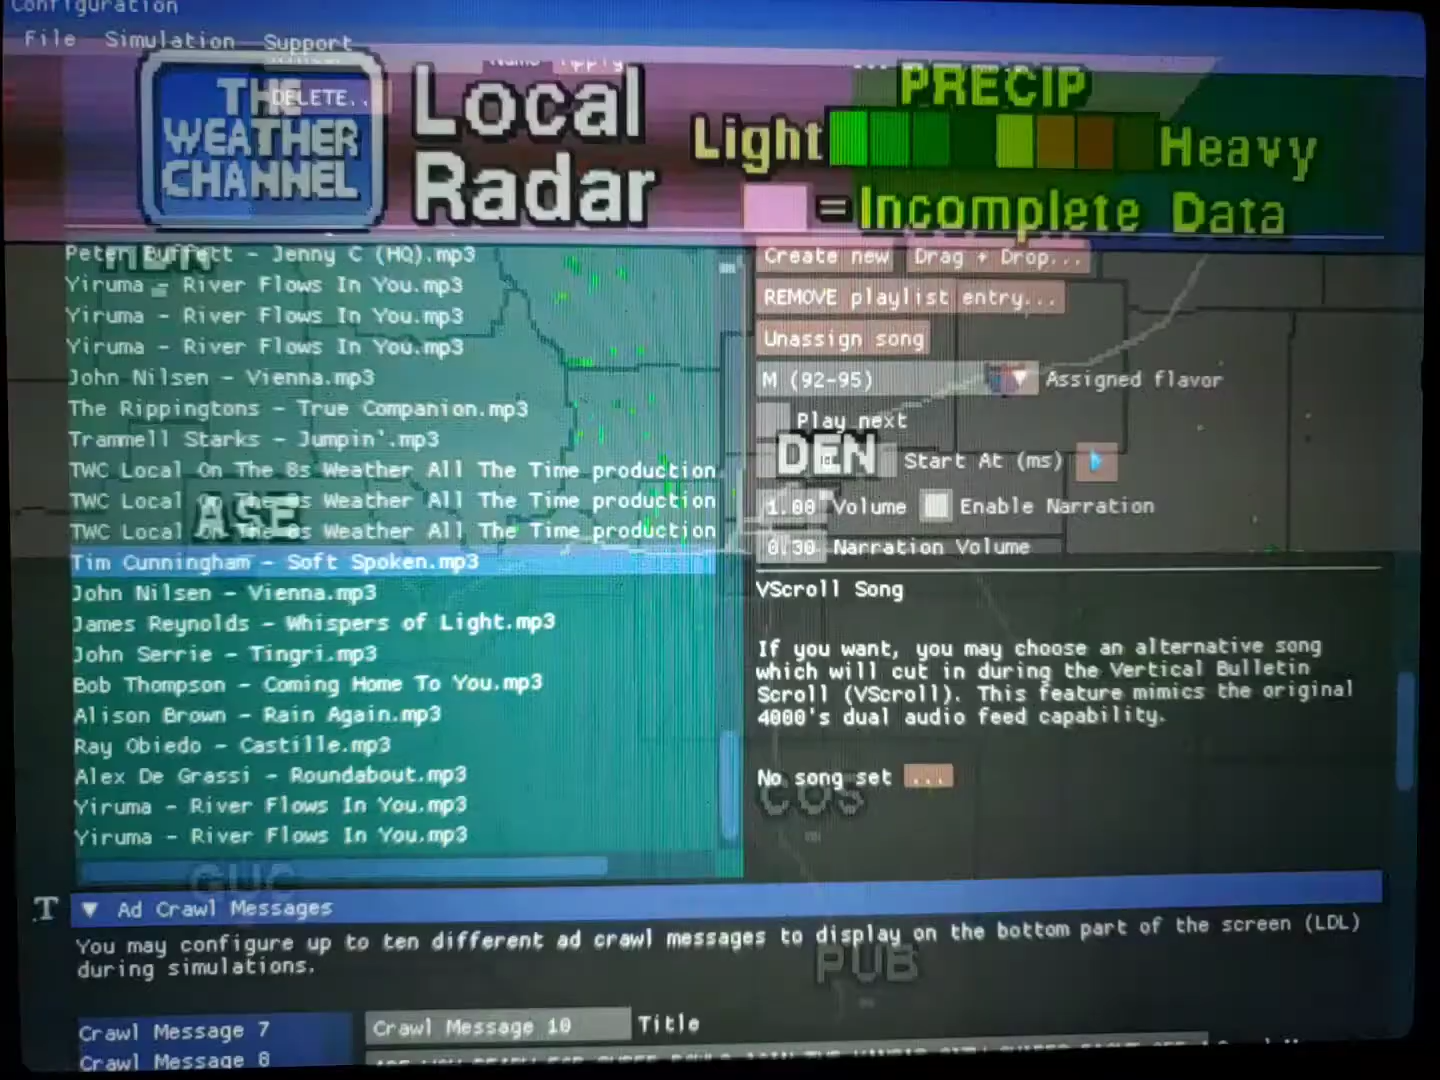 Configuration
File Simulation Support
DELETE..
THE
WEATHER
CHANNEL
Local
Radar
PRECIP
Light
Heavy
= Incomplete Data
Peter Buffett - Jenny C (HQ).mp3
Yiruma - River Flows In You.mp3
Yiruma - River Flows In You.mp3
Yiruma - River Flows In You.mp3
John Nilsen - Vienna.mp3
The Rippingtons - True Companion.mp3
Trammell Starks - Jumpin'.mp3
TWC Local On The 8s Weather All The Time production
TWC Local On The 8s Weather All The Time production
TWC Local On The 8s Weather All The Time production
Tim Cunningham - Soft Spoken.mp3
John Nilsen - Vienna.mp3
James Reynolds - Whispers of Light.mp3
John Serrie - Tingri.mp3
Bob Thompson - Coming Home To You.mp3
Alison Brown - Rain Again.mp3
Ray Obiedo - Castille.mp3
Alex De Grassi - Roundabout.mp3
Yiruma - River Flows In You.mp3
Yiruma - River Flows In You.mp3
ASE
GUC
Create new Drag + Drop...
REMOVE playlist entry...
Unassign song
M (92-95) Assigned flavor
Play next
DEN
Start At (ms)
1.00 Volume Enable Narration
0.30 Narration Volume
VScroll Song
If you want, you may choose an alternative song
which will cut in during the Vertical Bulletin
Scroll (VScroll). This feature mimics the original
4000's dual audio feed capability.
No song set ...
COS
PUB
Ad Crawl Messages
You may configure up to ten different ad crawl messages to display on the bottom part of the screen (LDL)
during simulations.
Crawl Message 7
Crawl Message 8
Crawl Message 10 Title